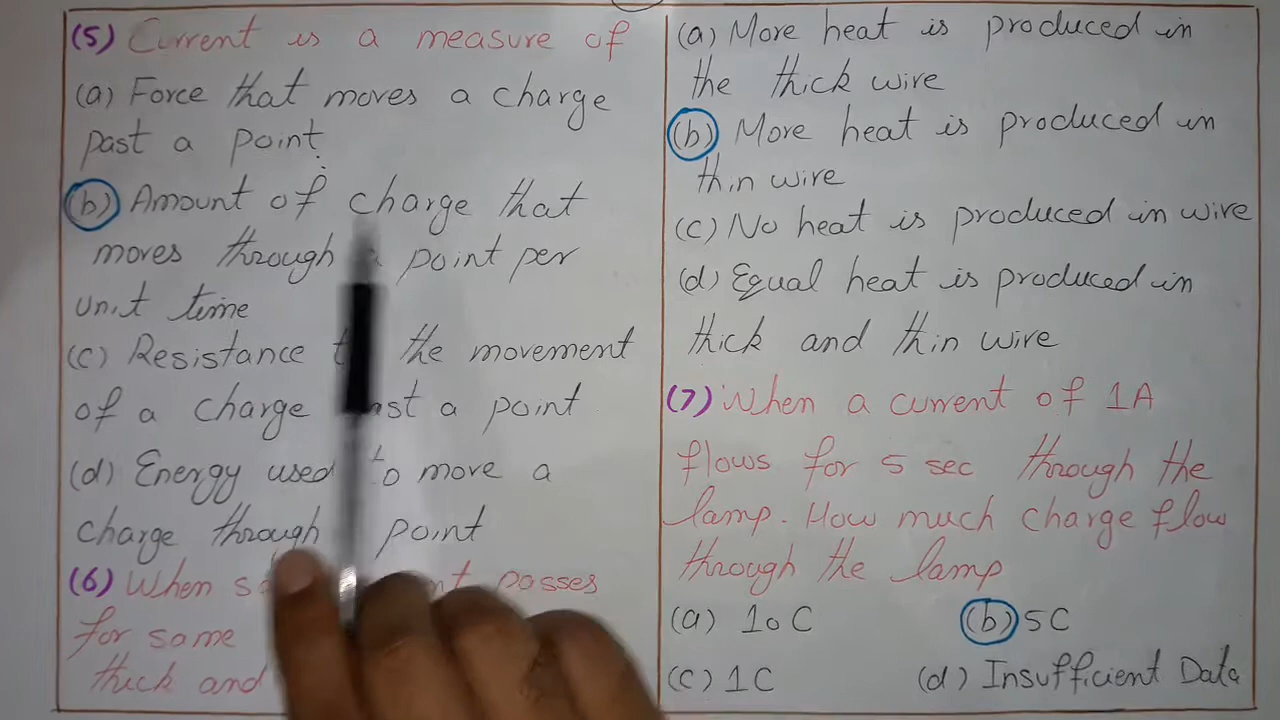 (5) Current is a measure of
(a) Force that moves a charge
past a point.
(b) Amount of charge that
moves through a point per
unit time
(c) Resistance the movement
of a charge a point
(d) Energy used to move a
charge through point
(6) When passes
for same
thick and
(a) More heat is produced in
the thick wire
(b) More heat is produced in
thin wire
(c) No heat is produced in wire
(d) Equal heat is produced in
thick and thin wire
(7) When a current of 1A
flows for 5 sec through the
lamp. How much charge flow
through the lamp
(a) 10 C (b) 5C
(c) 1C (d) Insufficient Data